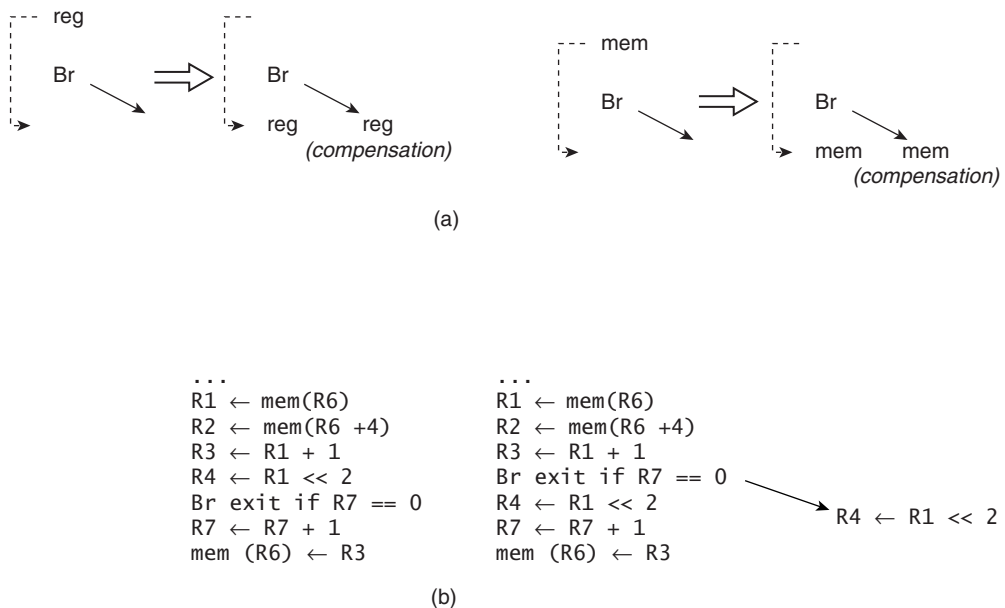 reg
Br
Br
reg
reg
(compensation)
mem
Br
Br
mem
mem
(compensation)
(a)
...
R1 ← mem(R6)
R2 ← mem(R6 +4)
R3 ← R1 + 1
R4 ← R1 << 2
Br exit if R7 == 0
R7 ← R7 + 1
mem (R6) ← R3
...
R1 ← mem(R6)
R2 ← mem(R6 +4)
R3 ← R1 + 1
Br exit if R7 == 0
R4 ← R1 << 2
R7 ← R7 + 1
mem (R6) ← R3
R4 ← R1 << 2
(b)